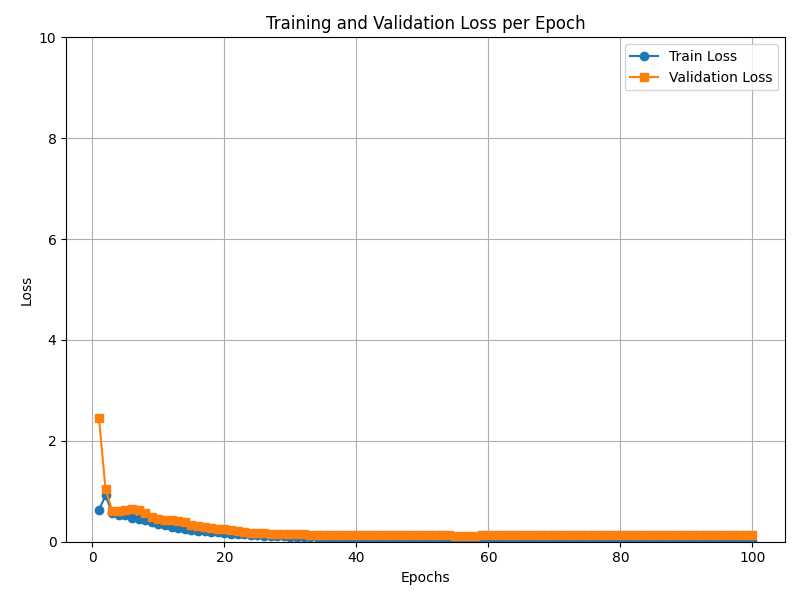 Training and Validation Loss per Epoch
Train Loss
Validation Loss
10
8
6
4
2
0
Loss
0 20 40 60 80 100
Epochs